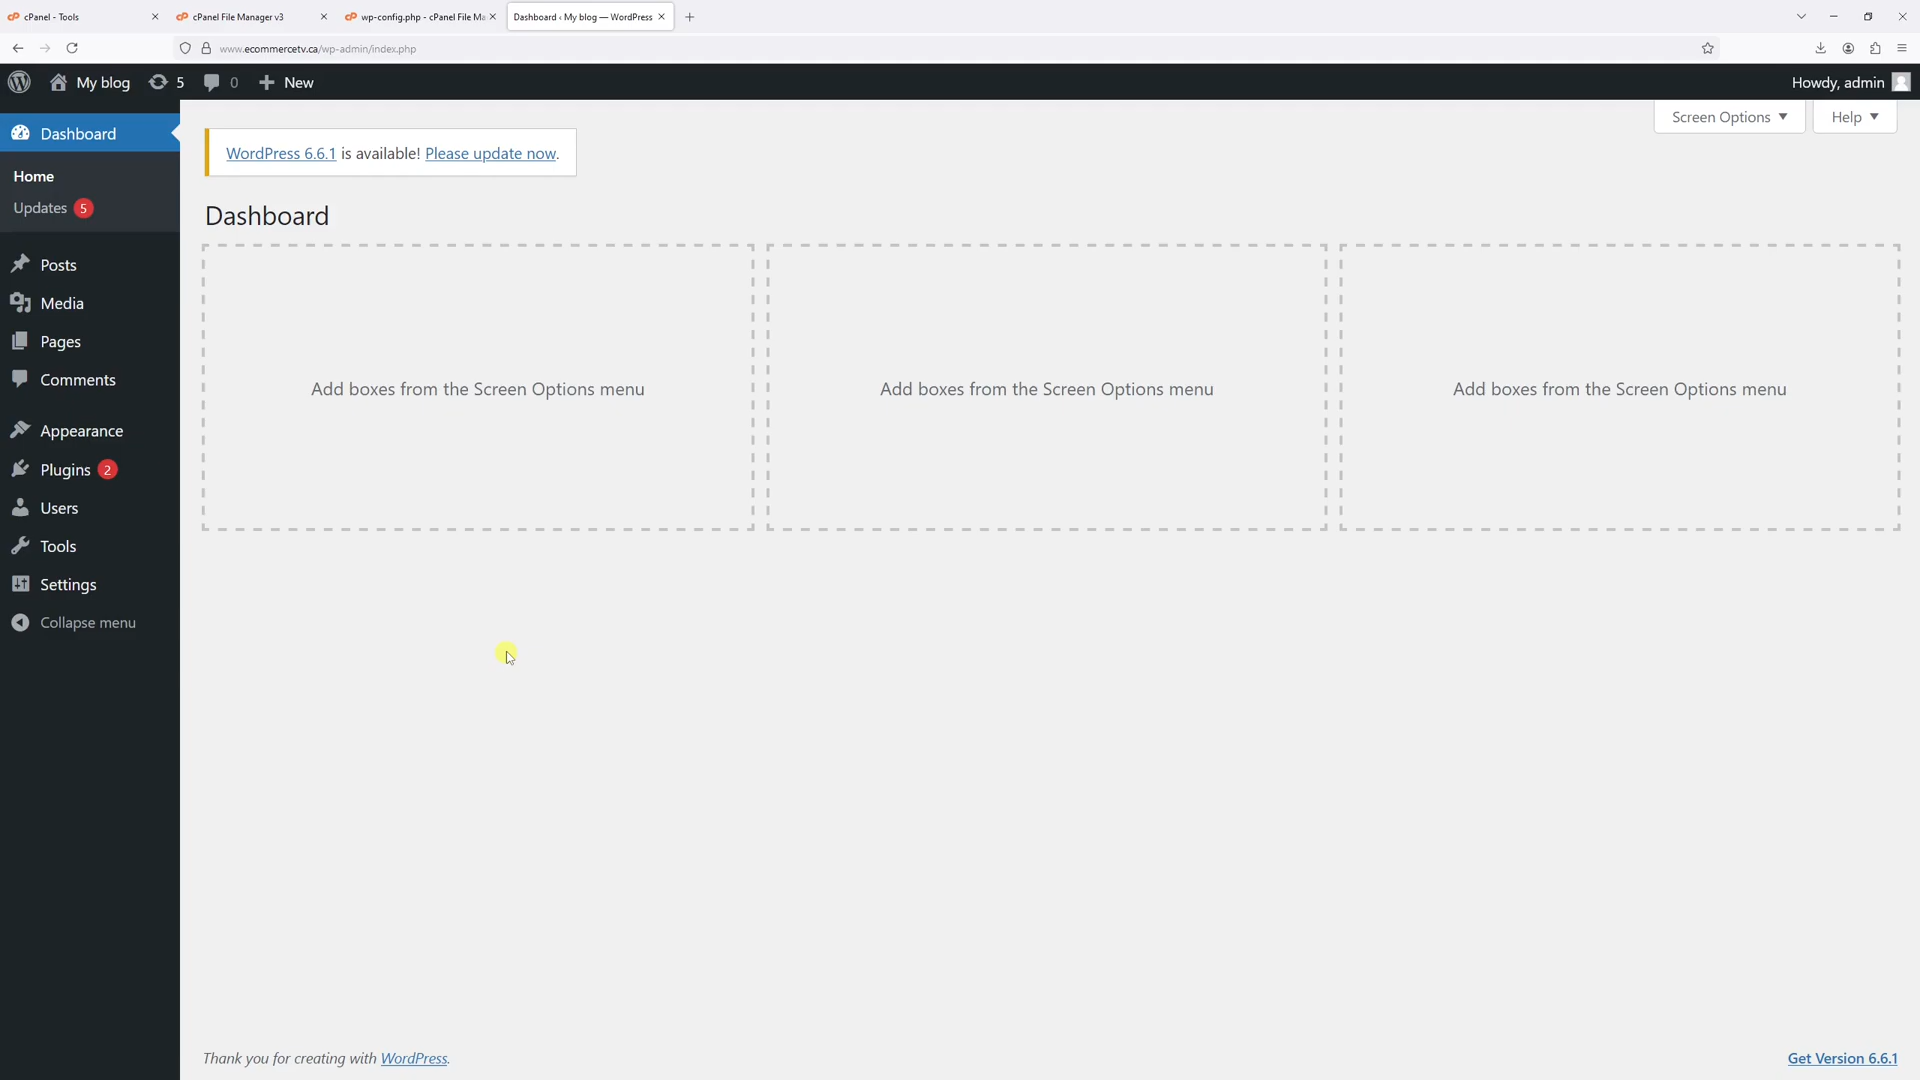 cPanel - Tools
cPanel File Manager v3
wp-config.php - cPanel File Ma
Dashboard ‹ My blog — WordPress
www.ecommercetv.ca/wp-admin/index.php
My blog
5
0
New
Howdy, admin
Screen Options
Help
Dashboard
Home
Updates 5
Posts
Media
Pages
Comments
Appearance
Plugins 2
Users
Tools
Settings
Collapse menu
WordPress 6.6.1 is available! Please update now.
Dashboard
Add boxes from the Screen Options menu
Add boxes from the Screen Options menu
Add boxes from the Screen Options menu
Thank you for creating with WordPress.
Get Version 6.6.1